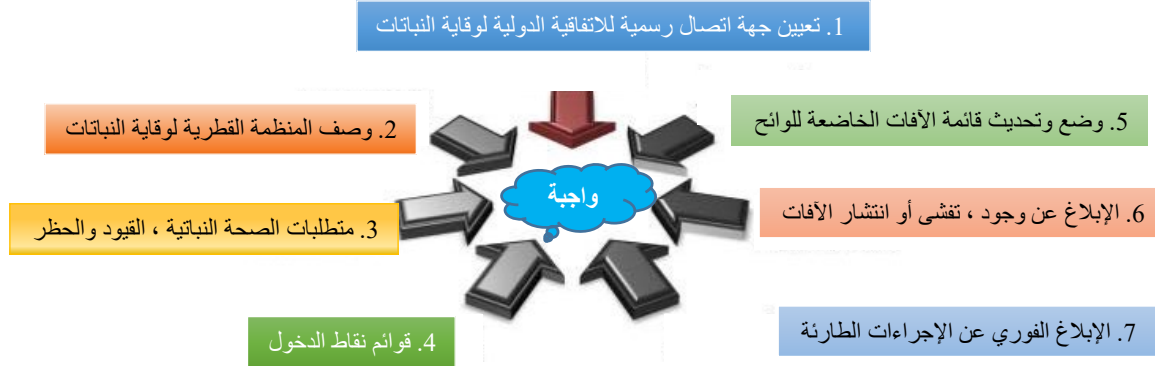 1. تعيين جهة اتصال رسمية للاتفاقية الدولية لوقاية النباتات
2. وصف المنظمة القطرية لوقاية النباتات
3. متطلبات الصحة النباتية ، القيود والحظر
4. قوائم نقاط الدخول
5. وضع وتحديث قائمة الآفات الخاضعة للوائح
6. الإبلاغ عن وجود ، تفشى أو انتشار الآفات
7. الإبلاغ الفوري عن الإجراءات الطارئة
واجبة